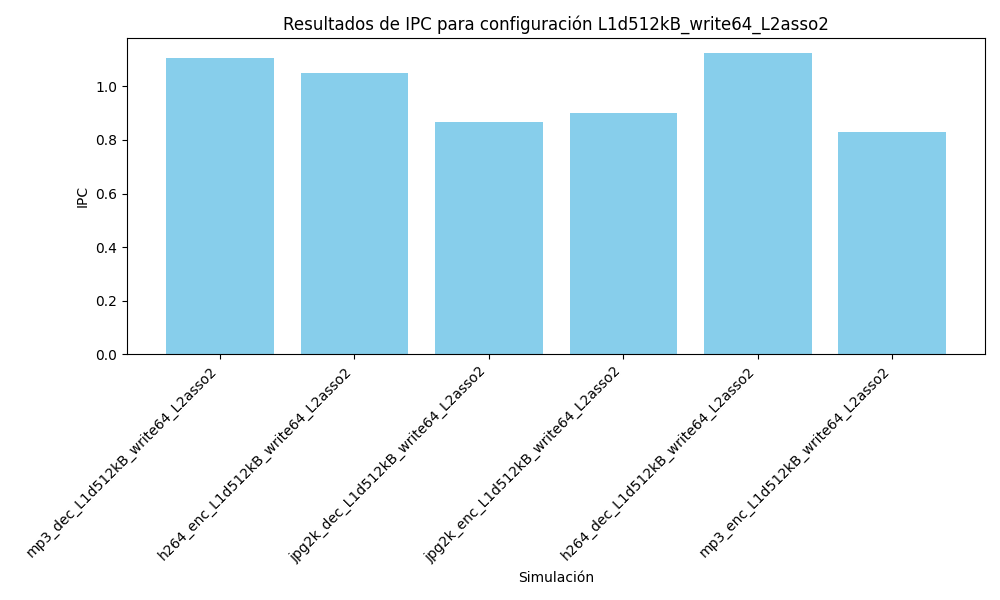 Resultados de IPC para configuración L1d512kB_write64_L2asso2
IPC
1.0
0.8
0.6
0.4
0.2
0.0
mp3_dec_L1d512kB_write64_L2asso2
h264_enc_L1d512kB_write64_L2asso2
jpg2k_dec_L1d512kB_write64_L2asso2
jpg2k_enc_L1d512kB_write64_L2asso2
h264_dec_L1d512kB_write64_L2asso2
mp3_enc_L1d512kB_write64_L2asso2
Simulación